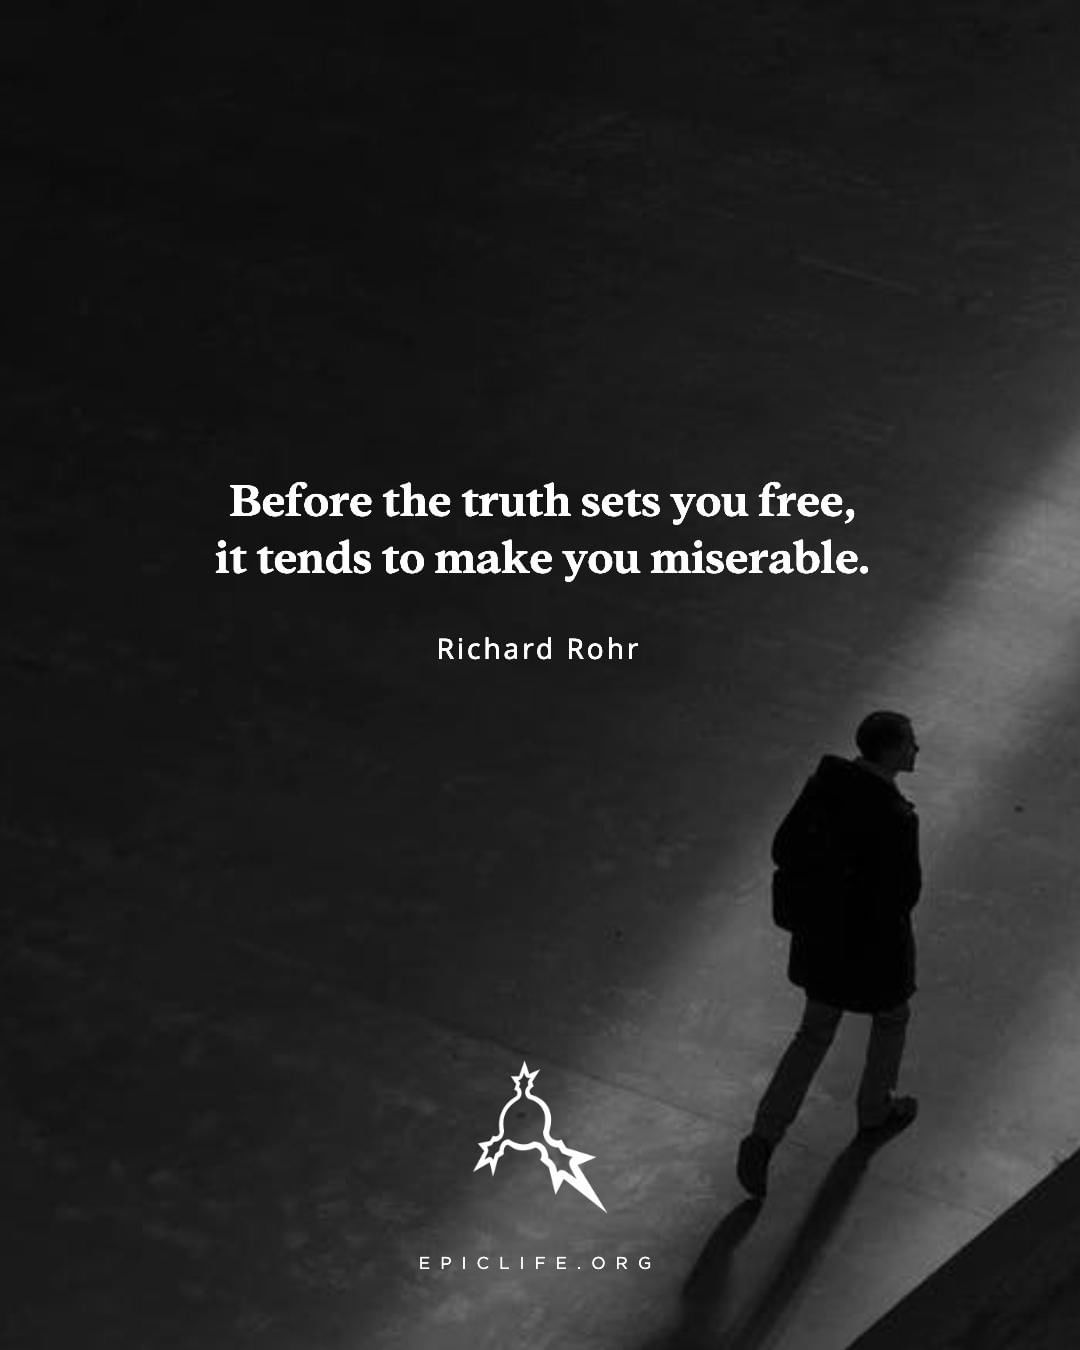 Before the truth sets you free,
it tends to make you miserable.
Richard Rohr
EPICLIFE.ORG